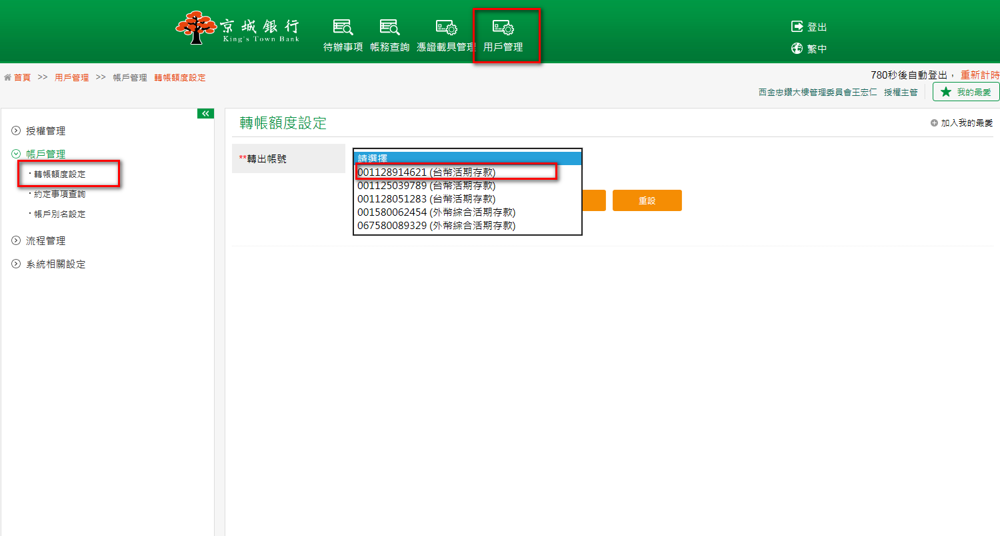 京城銀行
King's Town Bank
待辦事項 帳務查詢 憑證載具管理 用戶管理
登出
繁中
首頁 >> 用戶管理 >> 帳戶管理 轉帳額度設定
780秒後自動登出， 重新計時
西金忠鑽大樓管理委員會王宏仁 授權主管 我的最愛
授權管理
帳戶管理
轉帳額度設定
約定事項查詢
帳戶別名設定
流程管理
系統相關設定
轉帳額度設定
加入我的最愛
**轉出帳號
請選擇
001128914621 (台幣活期存款)
001125039789 (台幣活期存款)
001128051283 (台幣活期存款)
001580062454 (外幣綜合活期存款)
067580089329 (外幣綜合活期存款)
重設